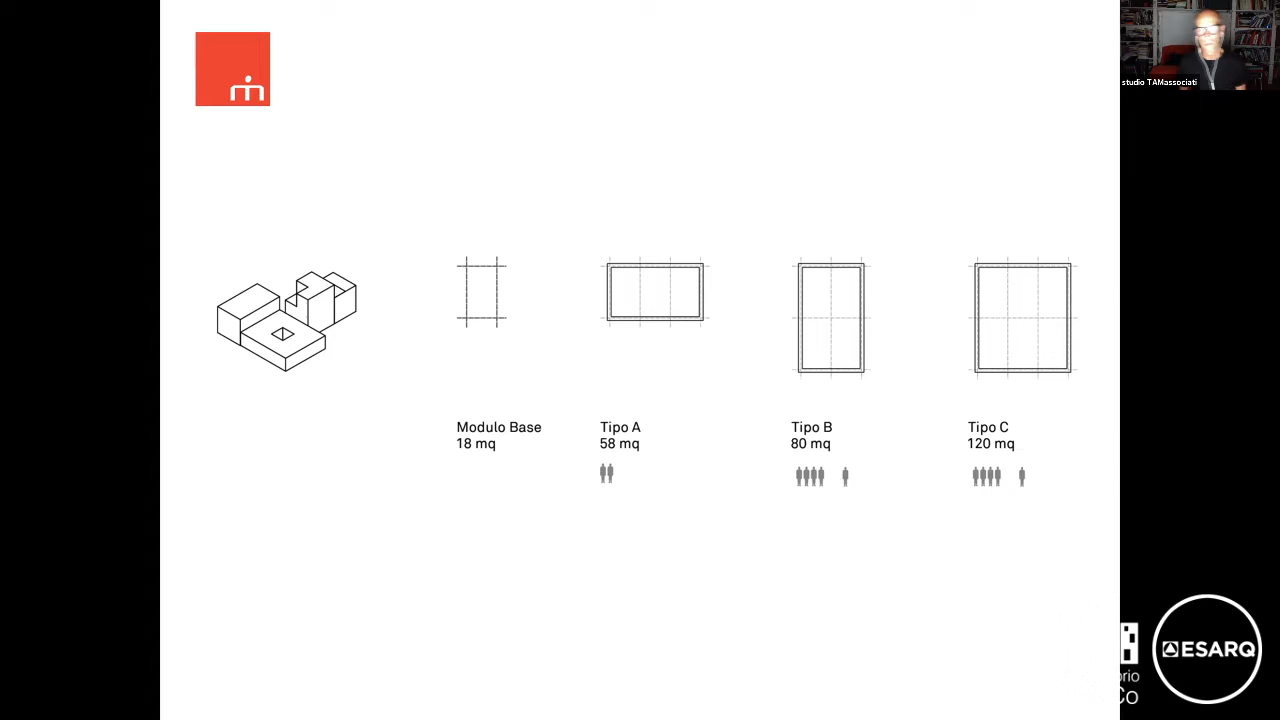 studio TAMassociati
Modulo Base
18 mq
Tipo A
58 mq
Tipo B
80 mq
Tipo C
120 mq
ESARQ